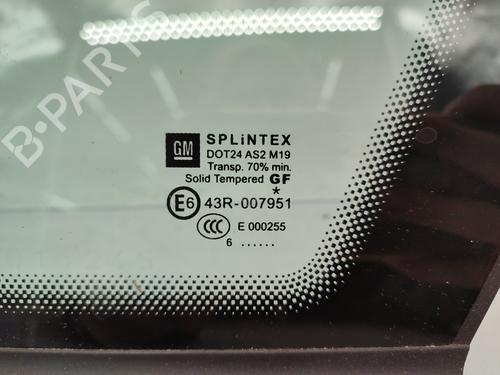 GM SPLiNTEX
DOT24 AS2 M19
Transp. 70% min.
Solid Tempered GF
*
E6 43R-007951
CCC E 000255
6 ......
B-PARTS